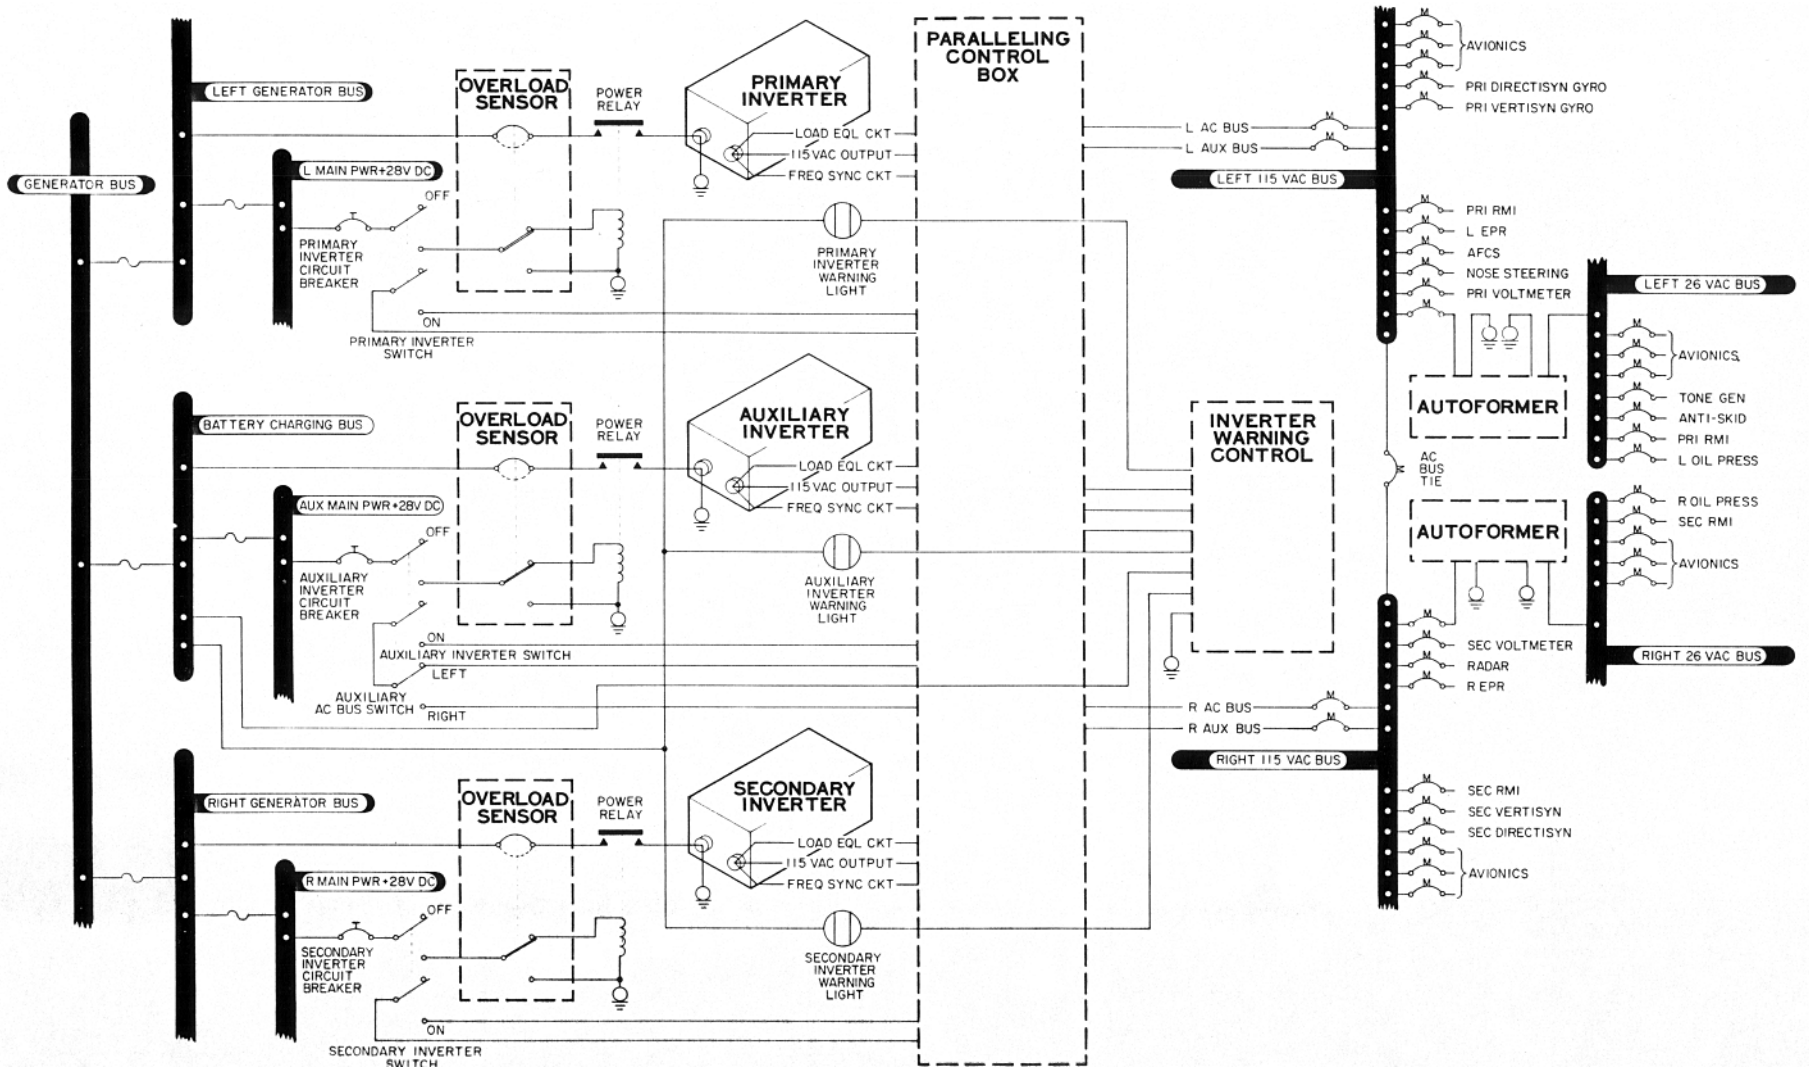 LEFT GENERATOR BUS
GENERATOR BUS
L MAIN PWR+28V DC
OFF
PRIMARY
INVERTER
CIRCUIT
BREAKER
ON
PRIMARY INVERTER
SWITCH
OVERLOAD
SENSOR
POWER
RELAY
PRIMARY
INVERTER
LOAD EQL CKT
115 VAC OUTPUT
FREQ SYNC CKT
PRIMARY
INVERTER
WARNING
LIGHT
BATTERY CHARGING BUS
AUX MAIN PWR+28V DC
OFF
AUXILIARY
INVERTER
CIRCUIT
BREAKER
ON
AUXILIARY INVERTER SWITCH
LEFT
AUXILIARY
AC BUS SWITCH
RIGHT
OVERLOAD
SENSOR
POWER
RELAY
AUXILIARY
INVERTER
LOAD EQL CKT
115 VAC OUTPUT
FREQ SYNC CKT
AUXILIARY
INVERTER
WARNING
LIGHT
RIGHT GENERATOR BUS
R MAIN PWR+28V DC
OFF
SECONDARY
INVERTER
CIRCUIT
BREAKER
ON
SECONDARY INVERTER
SWITCH
OVERLOAD
SENSOR
POWER
RELAY
SECONDARY
INVERTER
LOAD EQL CKT
115 VAC OUTPUT
FREQ SYNC CKT
SECONDARY
INVERTER
WARNING
LIGHT
PARALLELING
CONTROL
BOX
L AC BUS
M
L AUX BUS
M
LEFT 115 VAC BUS
M
M
M
AVIONICS
M
PRI DIRECTISYN GYRO
M
PRI VERTISYN GYRO
M
PRI RMI
M
L EPR
M
AFCS
M
NOSE STEERING
M
PRI VOLTMETER
M
INVERTER
WARNING
CONTROL
AUTOFORMER
AC
BUS
TIE
M
AUTOFORMER
LEFT 26 VAC BUS
M
M
M
AVIONICS
M
TONE GEN
M
ANTI-SKID
M
PRI RMI
M
L OIL PRESS
M
R OIL PRESS
M
SEC RMI
M
M
M
AVIONICS
RIGHT 26 VAC BUS
M
M
SEC VOLTMETER
M
RADAR
M
R EPR
R AC BUS
M
R AUX BUS
M
RIGHT 115 VAC BUS
M
SEC RMI
M
SEC VERTISYN
M
SEC DIRECTISYN
M
M
M
AVIONICS